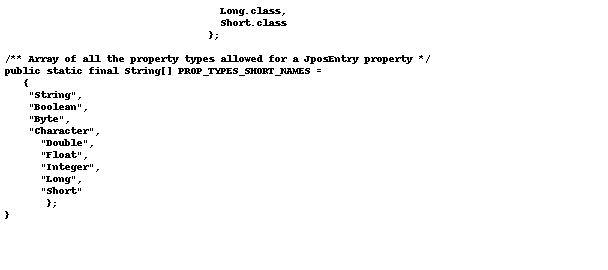 Long.class,
Short.class
};
/** Array of all the property types allowed for a JposEntry property */
public static final String[] PROP_TYPES_SHORT_NAMES =
{
"String",
"Boolean",
"Byte",
"Character",
"Double",
"Float",
"Integer",
"Long",
"Short"
};
}